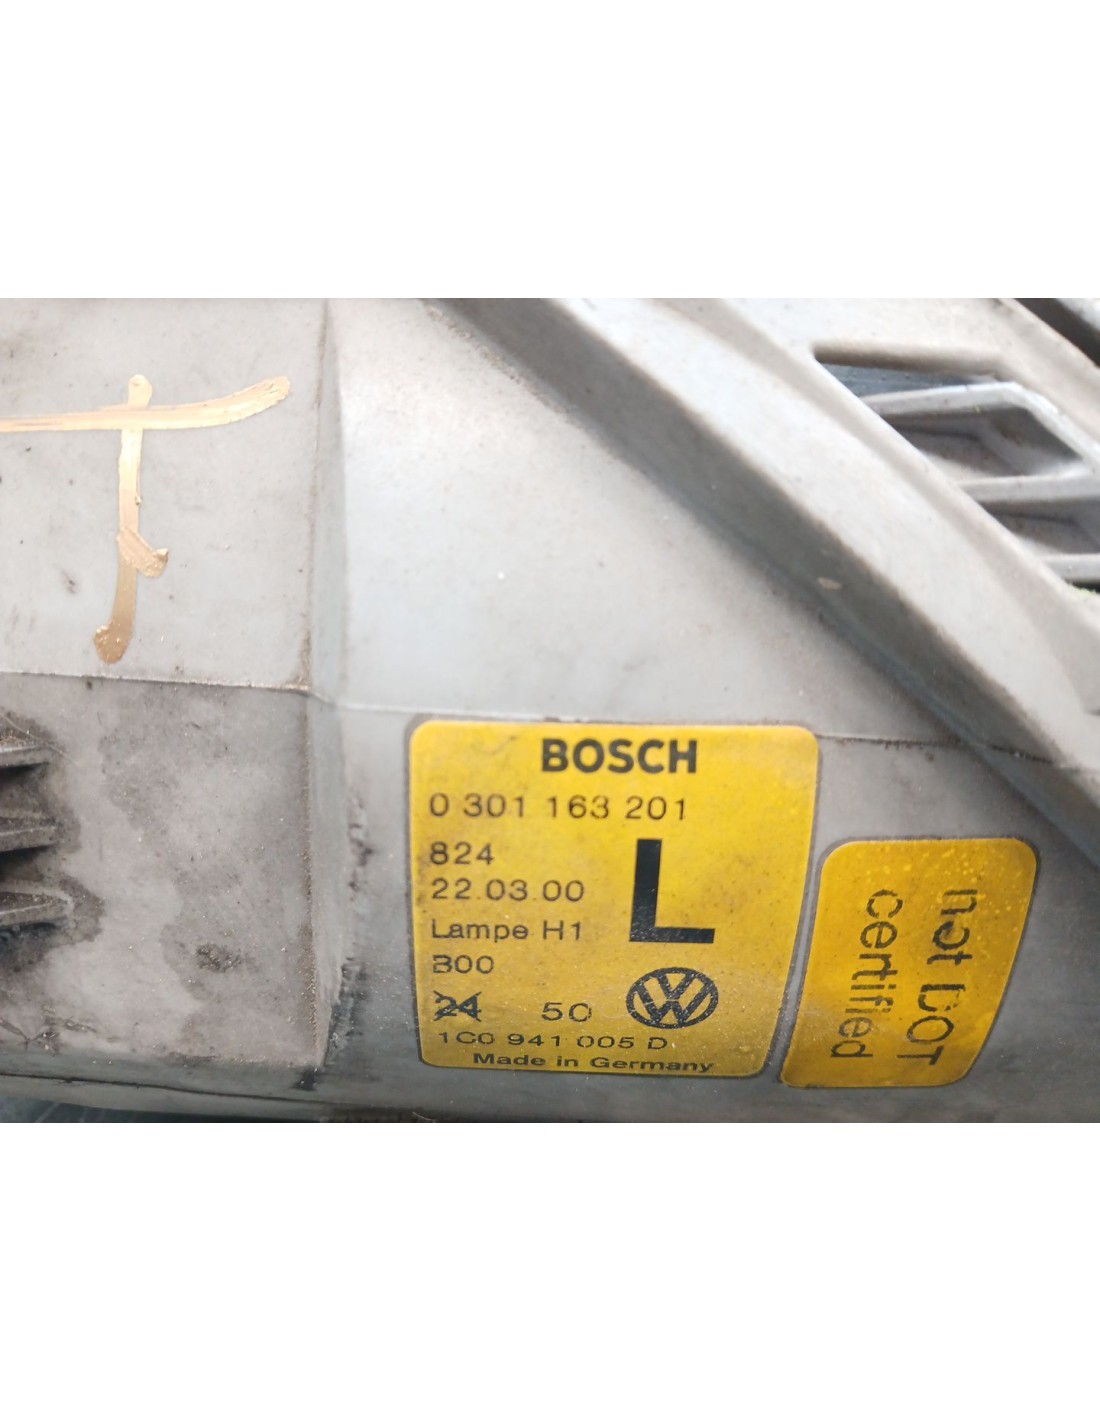 T
BOSCH
0 301 163 201
824
22.03.00
L
Lampe H1
B00
24 50
1C0 941 005 D
Made in Germany
not DOT
certified